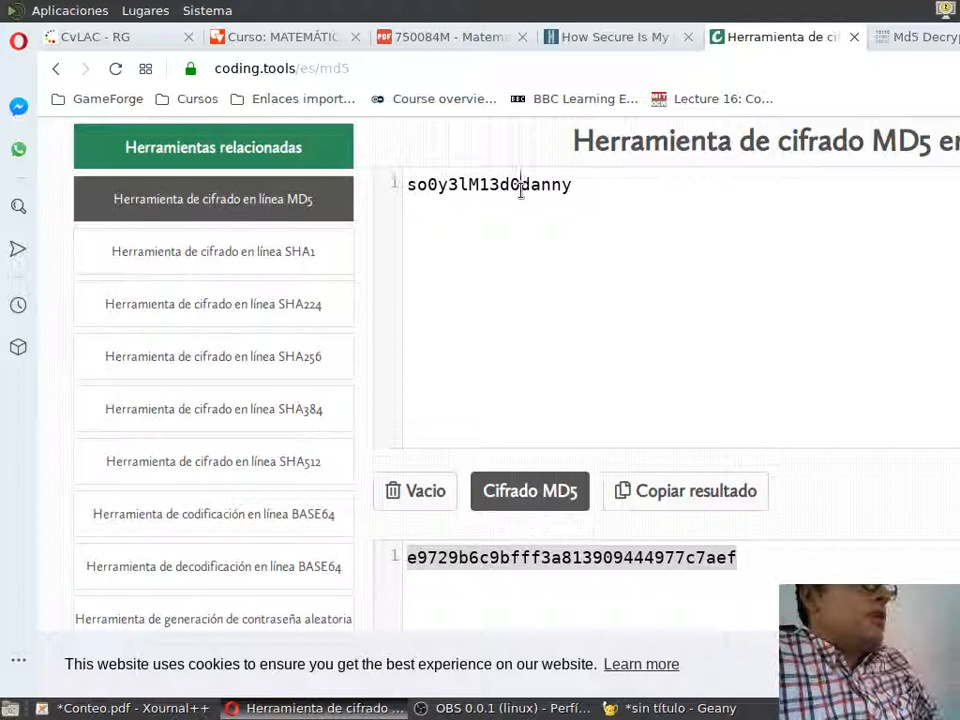 Aplicaciones Lugares Sistema
CvLAC - RG
Curso: MATEMÁTIC
750084M - Matema
How Secure Is My
Herramienta de ci
Md5 Decryp
coding.tools/es/md5
GameForge
Cursos
Enlaces import...
Course overvie...
BBC Learning E...
Lecture 16: Co...
Herramientas relacionadas
Herramienta de cifrado MD5 en
1 so0y3lM13d0danny
Herramienta de cifrado en línea MD5
Herramienta de cifrado en línea SHA1
Herramienta de cifrado en línea SHA224
Herramienta de cifrado en línea SHA256
Herramienta de cifrado en línea SHA384
Herramienta de cifrado en línea SHA512
Vacio
Cifrado MD5
Copiar resultado
Herramienta de codificación en línea BASE64
1 e9729b6c9bfff3a813909444977c7aef
Herramienta de decodificación en línea BASE64
Herramienta de generación de contraseña aleatoria
This website uses cookies to ensure you get the best experience on our website. Learn more
*Conteo.pdf - Xournal++
Herramienta de cifrado ...
OBS 0.0.1 (linux) - Perfí...
*sin título - Geany